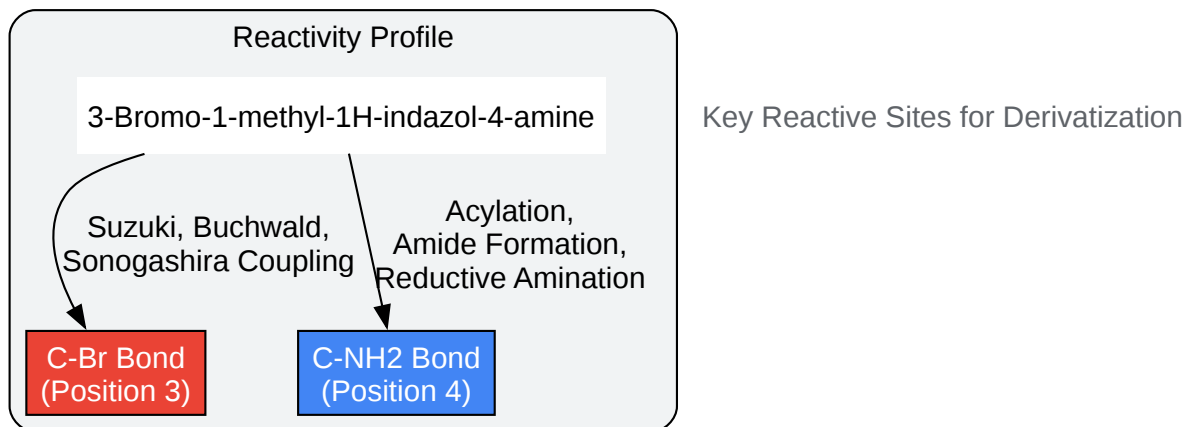 Reactivity Profile
3-Bromo-1-methyl-1H-indazol-4-amine
Key Reactive Sites for Derivatization
Suzuki, Buchwald,
Sonogashira Coupling
Acylation,
Amide Formation,
Reductive Amination
C-Br Bond
(Position 3)
C-NH2 Bond
(Position 4)